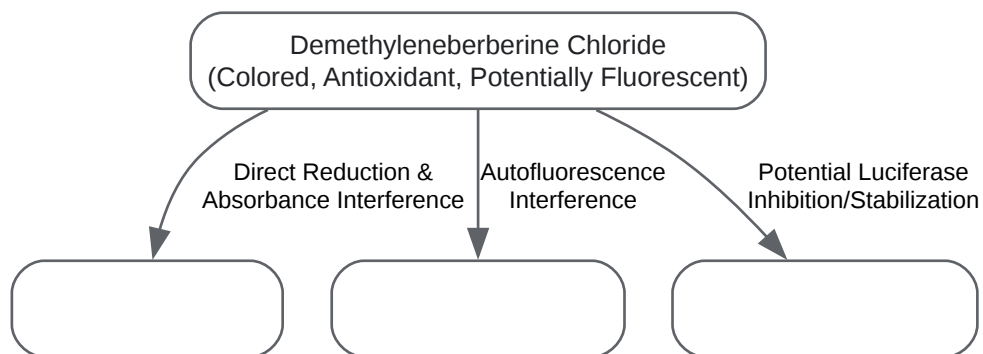 Demethyleneberberine Chloride
(Colored, Antioxidant, Potentially Fluorescent)
Direct Reduction &
Absorbance Interference
Autofluorescence
Interference
Potential Luciferase
Inhibition/Stabilization